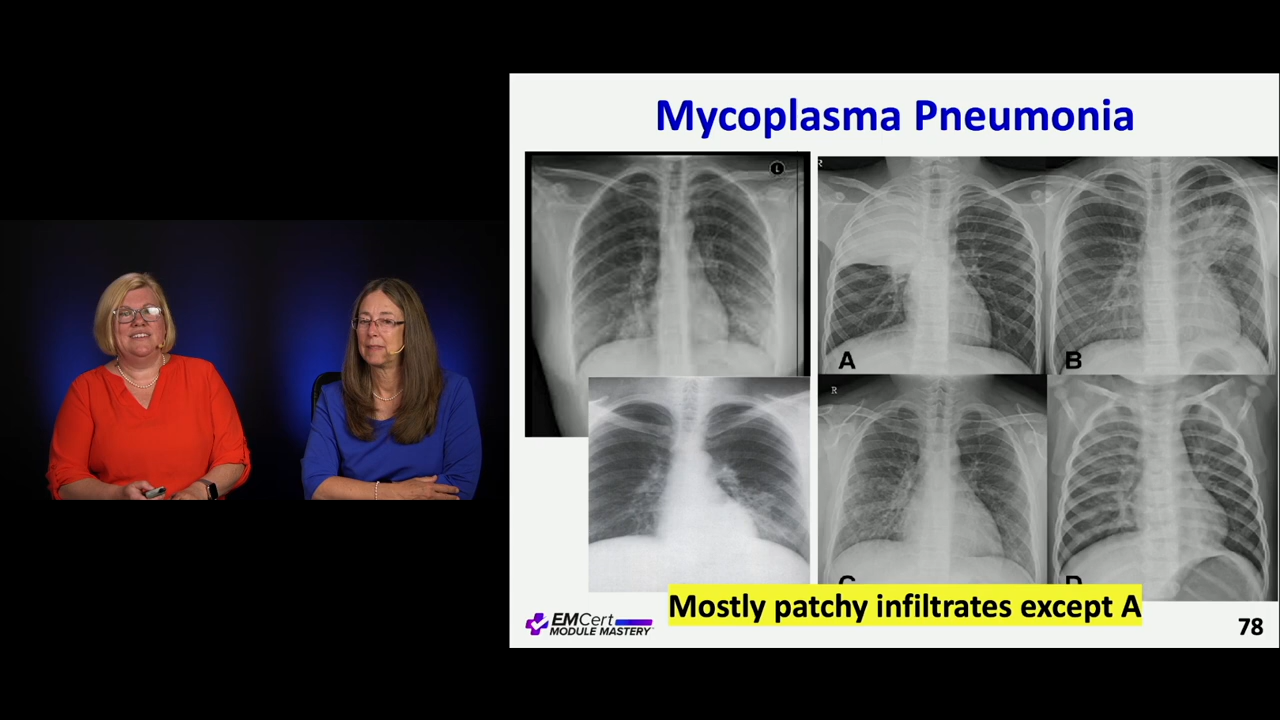 Mycoplasma Pneumonia
L
R
A
B
R
C
D
Mostly patchy infiltrates except A
EMCert
MODULE MASTERY
78